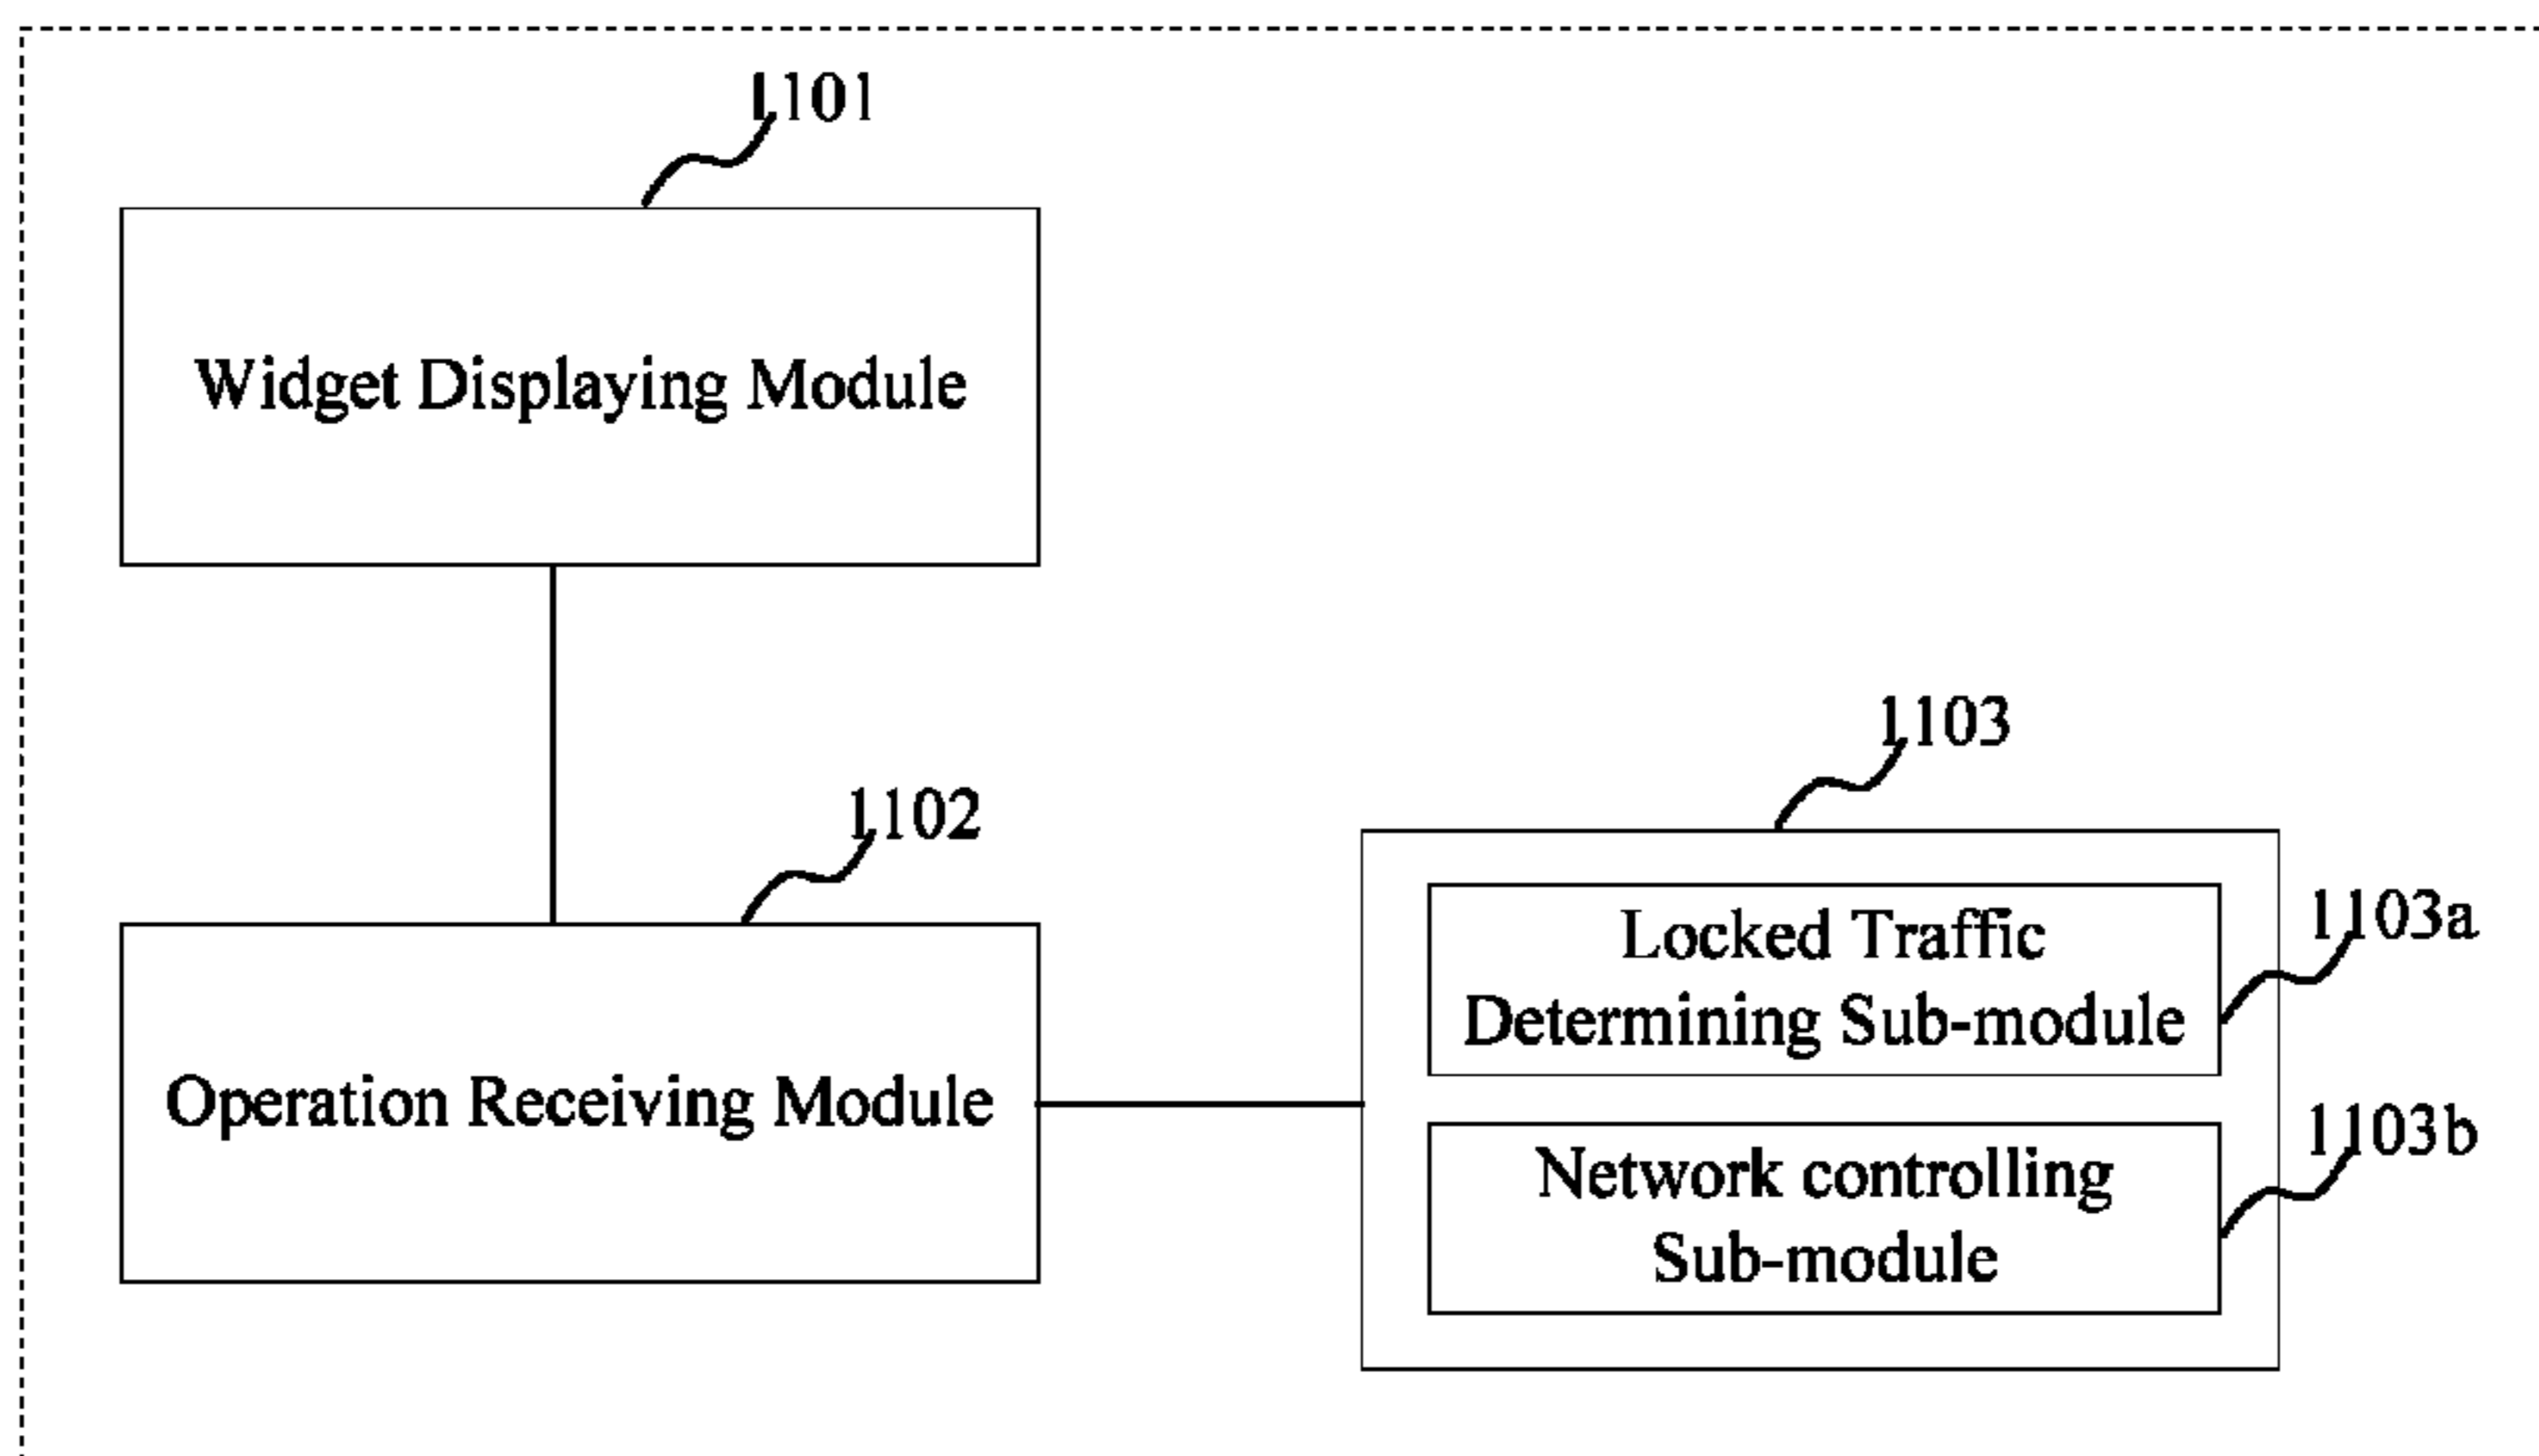 1101
Widget Displaying Module
1102
Operation Receiving Module
1103
Locked Traffic
Determining Sub-module
1103a
Network controlling
Sub-module
1103b